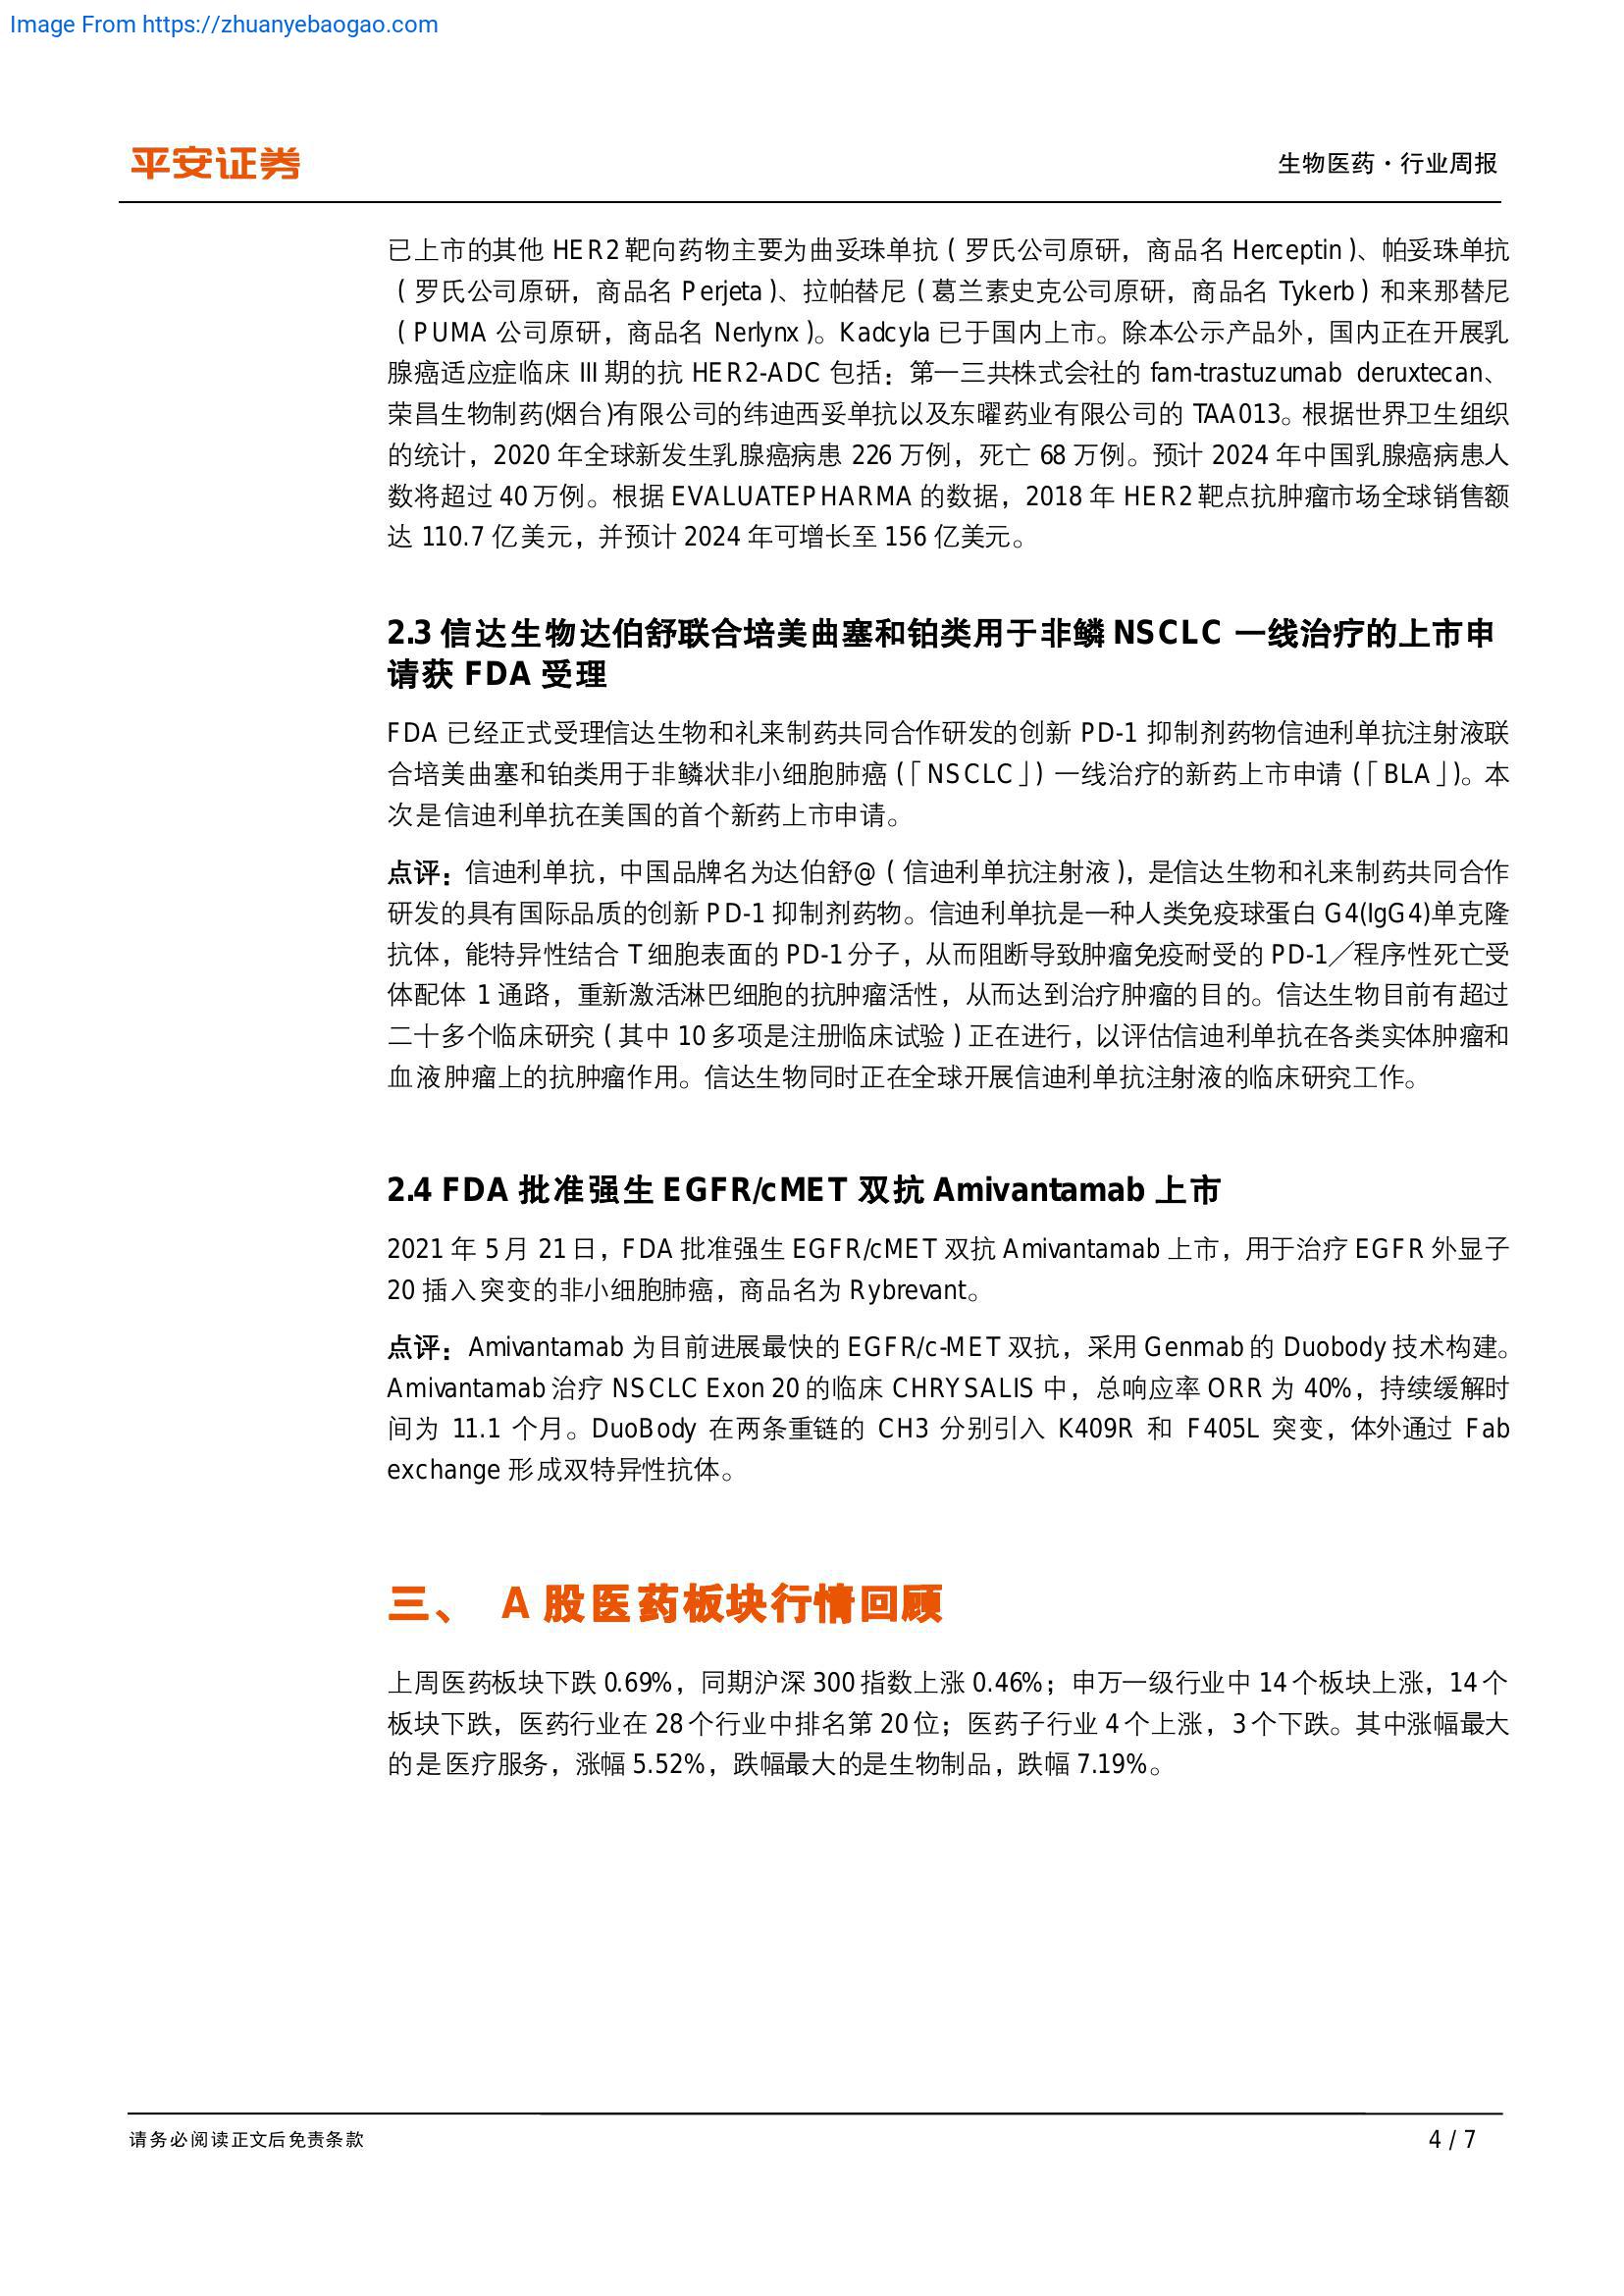 Image From https://zhuanyebaogao.com
平安证券
生物医药·行业周报
已上市的其他 HER2 靶向药物主要为曲妥珠单抗（罗氏公司原研，商品名 Herceptin）、帕妥珠单抗
（罗氏公司原研，商品名 Perjeta）、拉帕替尼（葛兰素史克公司原研，商品名 Tykerb）和来那替尼
（PUMA 公司原研，商品名 Nerlynx）。Kadcyla 已于国内上市。除本公示产品外，国内正在开展乳
腺癌适应症临床 III 期的抗 HER2-ADC 包括：第一三共株式会社的 fam-trastuzumab deruxtecan、
荣昌生物制药(烟台)有限公司的纬迪西妥单抗以及东曜药业有限公司的 TAA013。根据世界卫生组织
的统计，2020 年全球新发生乳腺癌病患 226 万例，死亡 68 万例。预计 2024 年中国乳腺癌病患人
数将超过 40 万例。根据 EVALUATEPHARMA 的数据，2018 年 HER2 靶点抗肿瘤市场全球销售额
达 110.7 亿美元，并预计 2024 年可增长至 156 亿美元。
2.3 信达生物达伯舒联合培美曲塞和铂类用于非鳞 NSCLC 一线治疗的上市申
请获 FDA 受理
FDA 已经正式受理信达生物和礼来制药共同合作研发的创新 PD-1 抑制剂药物信迪利单抗注射液联
合培美曲塞和铂类用于非鳞状非小细胞肺癌（「NSCLC」）一线治疗的新药上市申请（「BLA」）。本
次是信迪利单抗在美国的首个新药上市申请。
点评：信迪利单抗，中国品牌名为达伯舒@（信迪利单抗注射液），是信达生物和礼来制药共同合作
研发的具有国际品质的创新 PD-1 抑制剂药物。信迪利单抗是一种人类免疫球蛋白 G4(IgG4)单克隆
抗体，能特异性结合 T 细胞表面的 PD-1 分子，从而阻断导致肿瘤免疫耐受的 PD-1／程序性死亡受
体配体 1 通路，重新激活淋巴细胞的抗肿瘤活性，从而达到治疗肿瘤的目的。信达生物目前有超过
二十多个临床研究（其中 10 多项是注册临床试验）正在进行，以评估信迪利单抗在各类实体肿瘤和
血液肿瘤上的抗肿瘤作用。信达生物同时正在全球开展信迪利单抗注射液的临床研究工作。
2.4 FDA 批准强生 EGFR/cMET 双抗 Amivantamab 上市
2021 年 5 月 21 日，FDA 批准强生 EGFR/cMET 双抗 Amivantamab 上市，用于治疗 EGFR 外显子
20 插入突变的非小细胞肺癌，商品名为 Rybrevant。
点评：Amivantamab 为目前进展最快的 EGFR/c-MET 双抗，采用 Genmab 的 Duobody 技术构建。
Amivantamab 治疗 NSCLC Exon 20 的临床 CHRYSALIS 中，总响应率 ORR 为 40%，持续缓解时
间为 11.1 个月。DuoBody 在两条重链的 CH3 分别引入 K409R 和 F405L 突变，体外通过 Fab
exchange 形成双特异性抗体。
三、 A 股医药板块行情回顾
上周医药板块下跌 0.69%，同期沪深 300 指数上涨 0.46%；申万一级行业中 14 个板块上涨，14 个
板块下跌，医药行业在 28 个行业中排名第 20 位；医药子行业 4 个上涨，3 个下跌。其中涨幅最大
的是医疗服务，涨幅 5.52%，跌幅最大的是生物制品，跌幅 7.19%。
请务必阅读正文后免责条款
4 / 7